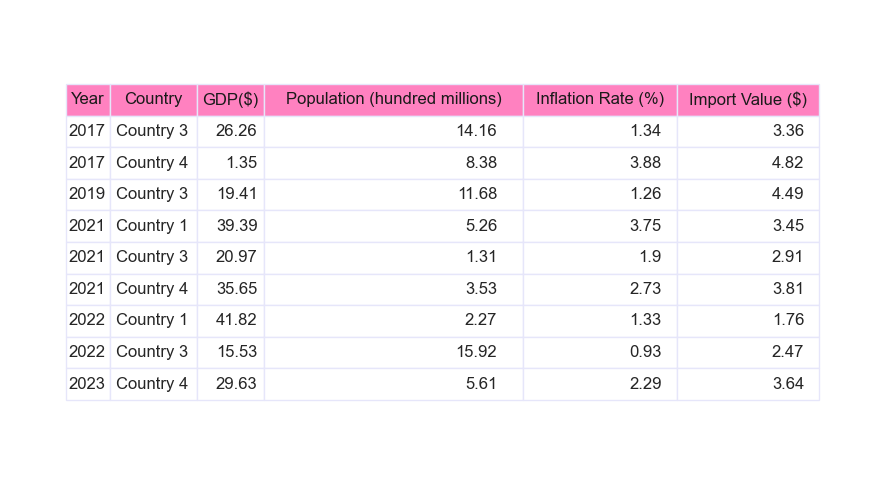 Year Country GDP($) Population (hundred millions) Inflation Rate (%) Import Value ($)
2017 Country 3 26.26 14.16 1.34 3.36
2017 Country 4 1.35 8.38 3.88 4.82
2019 Country 3 19.41 11.68 1.26 4.49
2021 Country 1 39.39 5.26 3.75 3.45
2021 Country 3 20.97 1.31 1.9 2.91
2021 Country 4 35.65 3.53 2.73 3.81
2022 Country 1 41.82 2.27 1.33 1.76
2022 Country 3 15.53 15.92 0.93 2.47
2023 Country 4 29.63 5.61 2.29 3.64